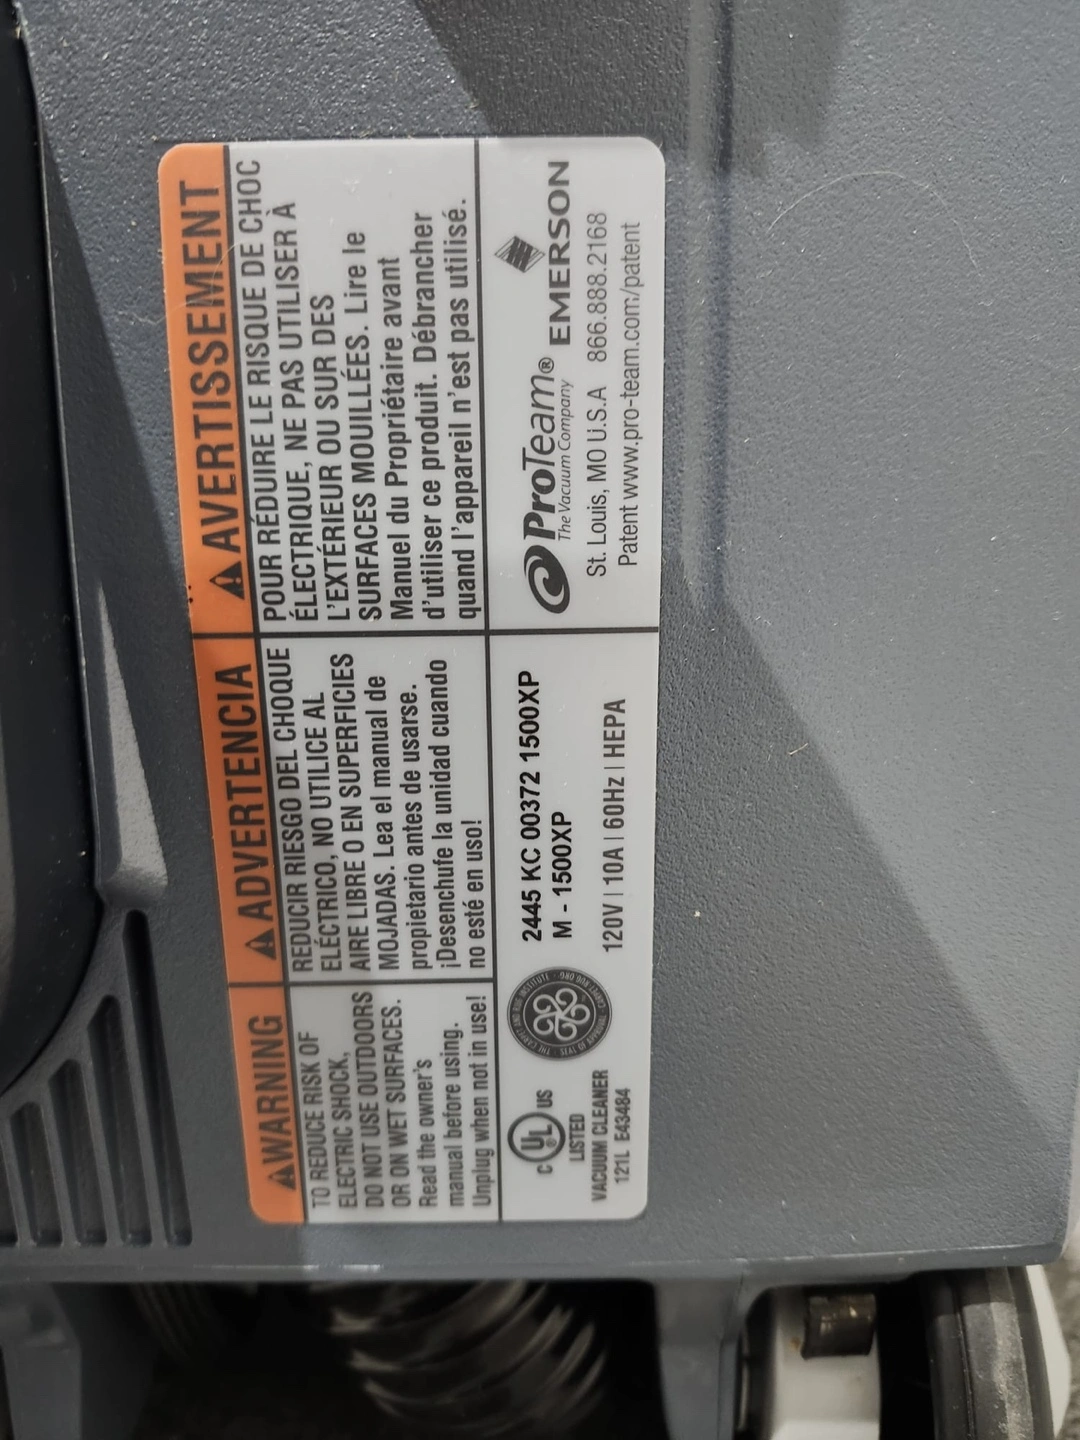 ⚠WARNING
TO REDUCE RISK OF
ELECTRIC SHOCK,
DO NOT USE OUTDOORS
OR ON WET SURFACES.
Read the owner's
manual before using.
Unplug when not in use!
⚠ADVERTENCIA
REDUCIR RIESGO DEL CHOQUE
ELÉCTRICO, NO UTILICE AL
AIRE LIBRE O EN SUPERFICIES
MOJADAS. Lea el manual de
propietario antes de usarse.
¡Desenchufe la unidad cuando
no esté en uso!
⚠AVERTISSEMENT
POUR RÉDUIRE LE RISQUE DE CHOC
ÉLECTRIQUE, NE PAS UTILISER À
L'EXTÉRIEUR OU SUR DES
SURFACES MOUILLÉES. Lire le
Manuel du Propriétaire avant
d'utiliser ce produit. Débrancher
quand l'appareil n'est pas utilisé.
C UL® US
LISTED
VACUUM CLEANER
121L E43484
2445 KC 00372 1500XP
M - 1500XP
120V | 10A | 60Hz | HEPA
ProTeam®
The Vacuum Company
EMERSON
St. Louis, MO U.S.A 866.888.2168
Patent www.pro-team.com/patent